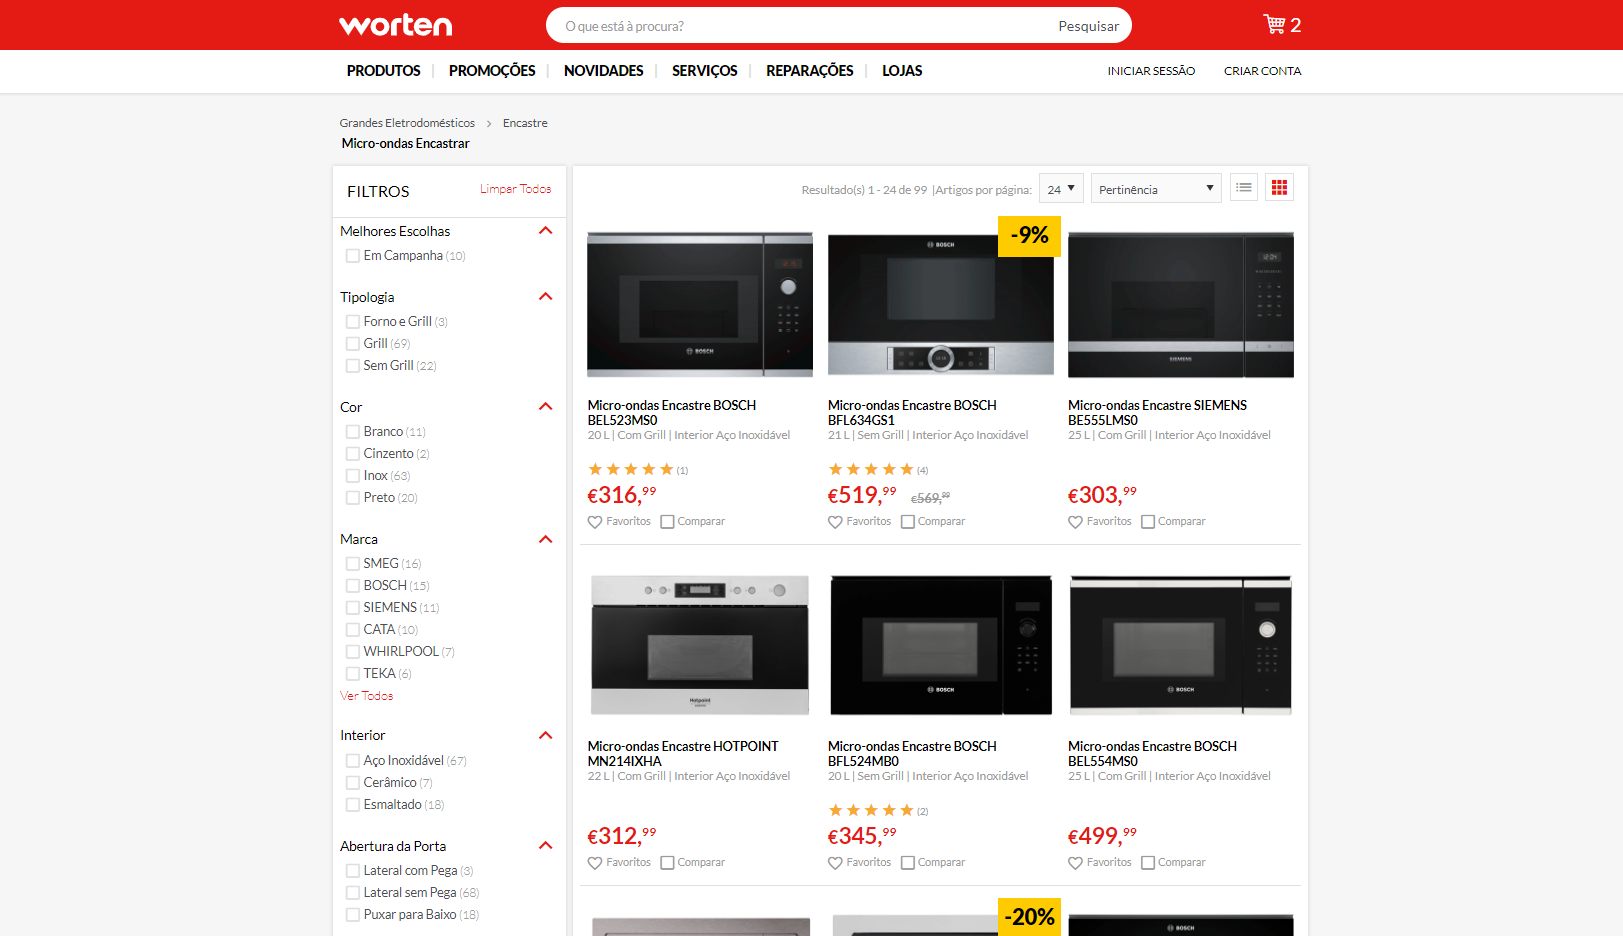 worten
O que está à procura?
Pesquisar
2
PRODUTOS
PROMOÇÕES
NOVIDADES
SERVIÇOS
REPARAÇÕES
LOJAS
INICIAR SESSÃO
CRIAR CONTA
Grandes Eletrodomésticos > Encastre
Micro-ondas Encastrar
FILTROS
Limpar Todos
Melhores Escolhas
Em Campanha (10)
Tipologia
Forno e Grill (3)
Grill (69)
Sem Grill (22)
Cor
Branco (11)
Cinzento (2)
Inox (63)
Preto (20)
Marca
SMEG (16)
BOSCH (15)
SIEMENS (11)
CATA (10)
WHIRLPOOL (7)
TEKA (6)
Ver Todos
Interior
Aço Inoxidável (67)
Cerâmico (7)
Esmaltado (18)
Abertura da Porta
Lateral com Pega (3)
Lateral sem Pega (68)
Puxar para Baixo (18)
Resultado(s) 1 - 24 de 99 |Artigos por página:
24
Pertinência
BOSCH
Micro-ondas Encastre BOSCH
BEL523MS0
20 L | Com Grill | Interior Aço Inoxidável
(1)
€316,99
Favoritos
Comparar
-9%
BOSCH
Micro-ondas Encastre BOSCH
BFL634GS1
21 L | Sem Grill | Interior Aço Inoxidável
(4)
€519,99 €569,99
Favoritos
Comparar
SIEMENS
Micro-ondas Encastre SIEMENS
BE555LMS0
25 L | Com Grill | Interior Aço Inoxidável
€303,99
Favoritos
Comparar
Hotpoint
Micro-ondas Encastre HOTPOINT
MN214IXHA
22 L | Com Grill | Interior Aço Inoxidável
€312,99
Favoritos
Comparar
BOSCH
Micro-ondas Encastre BOSCH
BFL524MB0
20 L | Sem Grill | Interior Aço Inoxidável
(2)
€345,99
Favoritos
Comparar
BOSCH
Micro-ondas Encastre BOSCH
BEL554MS0
25 L | Com Grill | Interior Aço Inoxidável
€499,99
Favoritos
Comparar
-20%
BOSCH